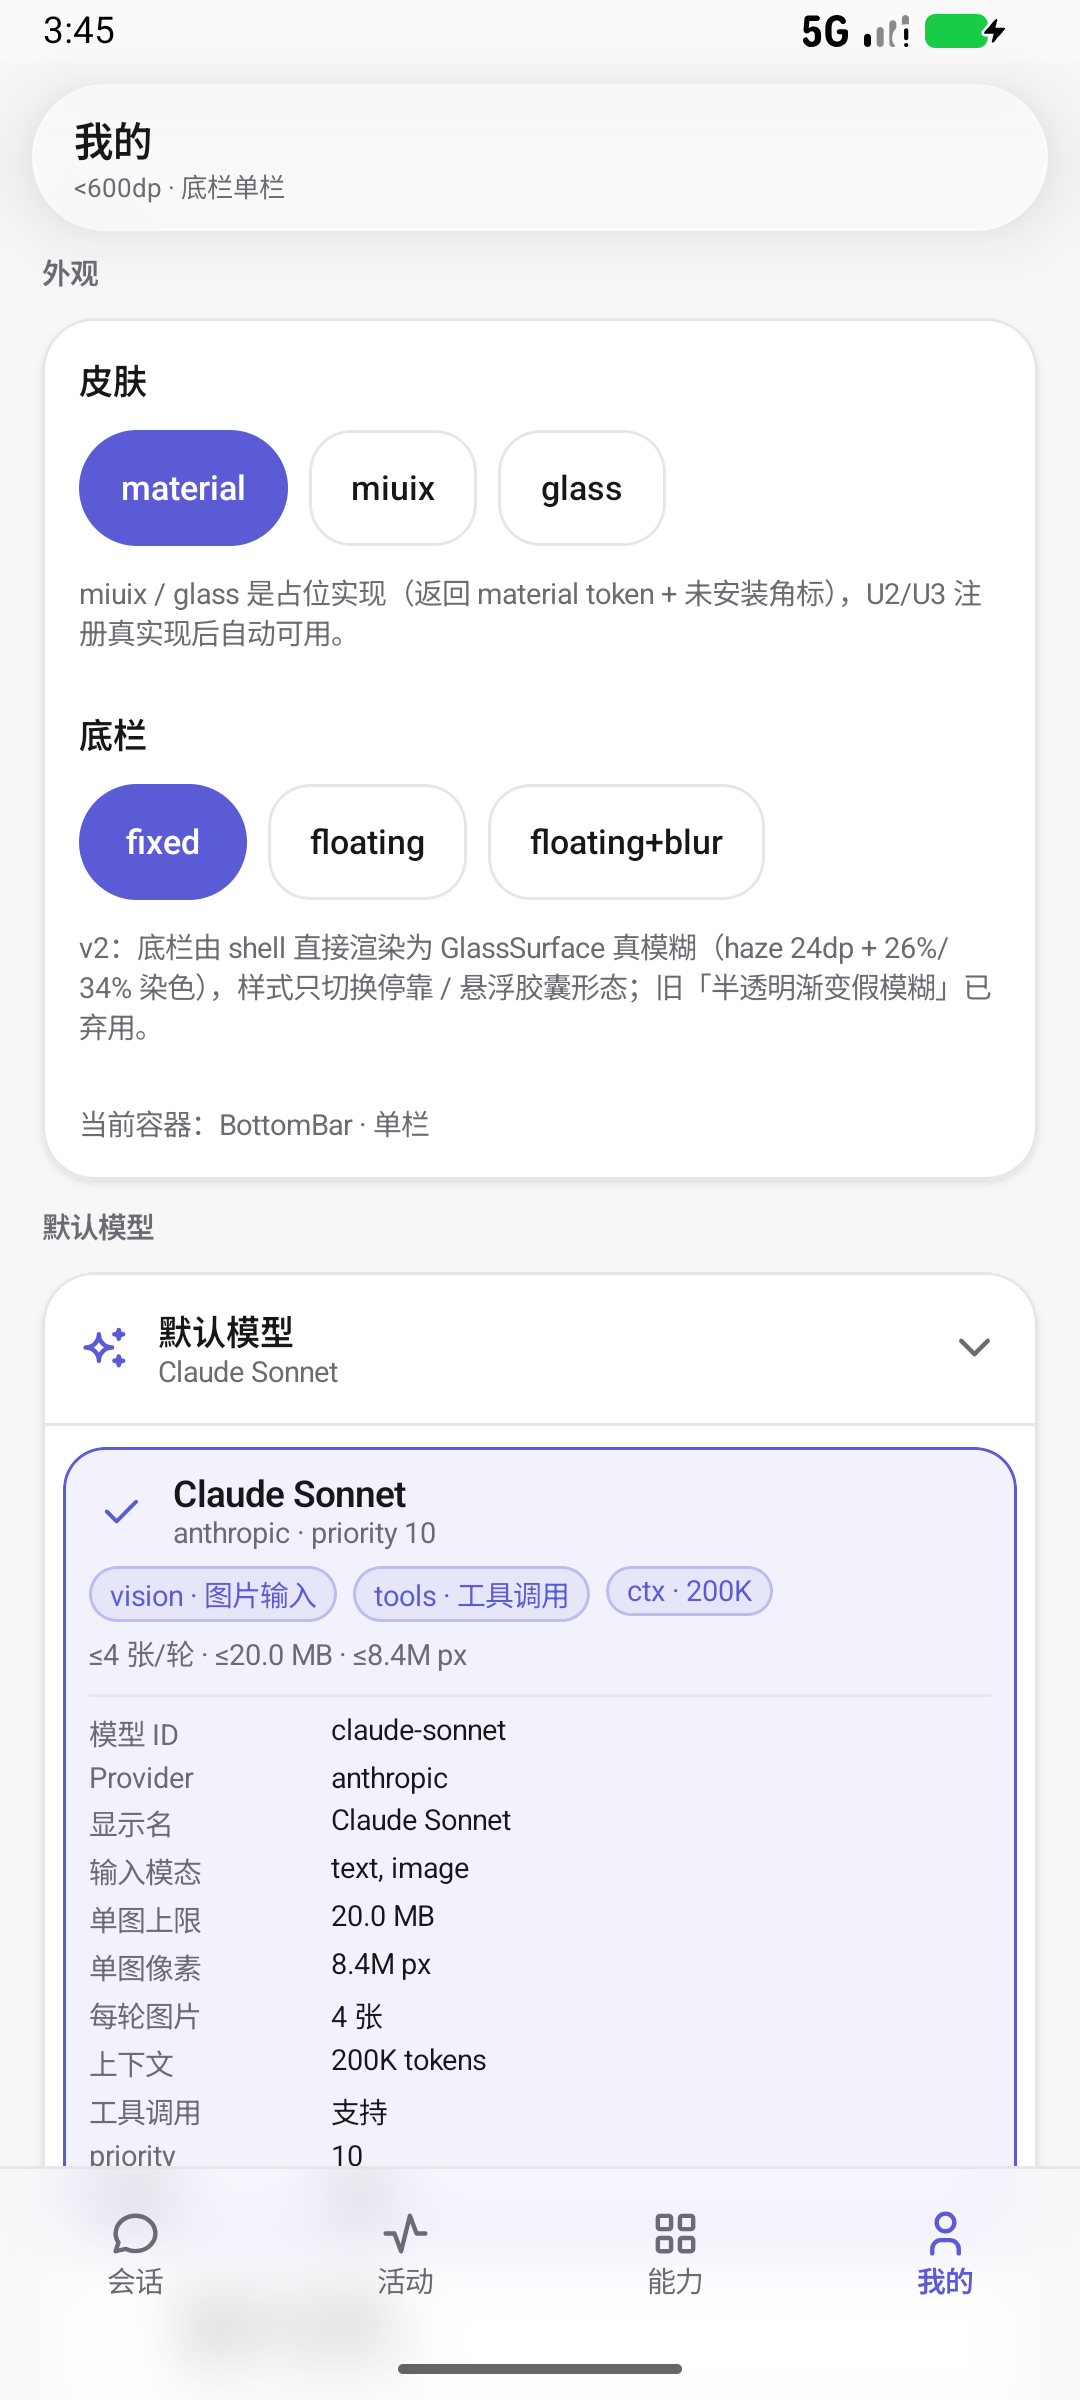 3:45
5G
我的
<600dp · 底栏单栏
外观
皮肤
material
miuix
glass
miuix / glass 是占位实现（返回 material token + 未安装角标），U2/U3 注
册真实现后自动可用。
底栏
fixed
floating
floating+blur
v2：底栏由 shell 直接渲染为 GlassSurface 真模糊（haze 24dp + 26%/
34% 染色），样式只切换停靠 / 悬浮胶囊形态；旧「半透明渐变假模糊」已
弃用。
当前容器：BottomBar · 单栏
默认模型
默认模型
Claude Sonnet
Claude Sonnet
anthropic · priority 10
vision · 图片输入
tools · 工具调用
ctx · 200K
≤4 张/轮 · ≤20.0 MB · ≤8.4M px
模型 ID claude-sonnet
Provider anthropic
显示名 Claude Sonnet
输入模态 text, image
单图上限 20.0 MB
单图像素 8.4M px
每轮图片 4 张
上下文 200K tokens
工具调用 支持
priority 10
会话
活动
能力
我的